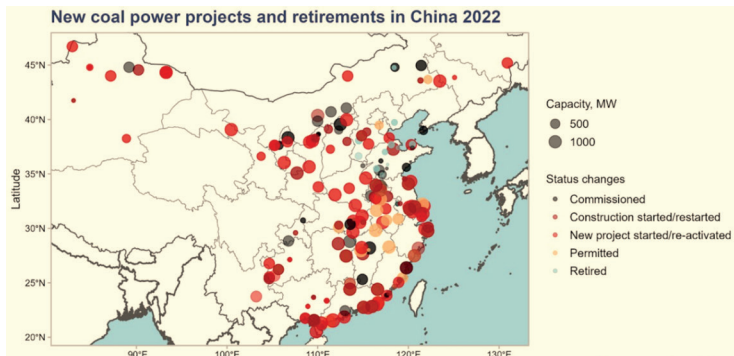 New coal power projects and retirements in China 2022
45°N
40°N
35°N
30°N
25°N
20°N
Latitude
90°E
100°E
110°E
120°E
130°E
Capacity, MW
500
1000
Status changes
Commissioned
Construction started/restarted
New project started/re-activated
Permitted
Retired